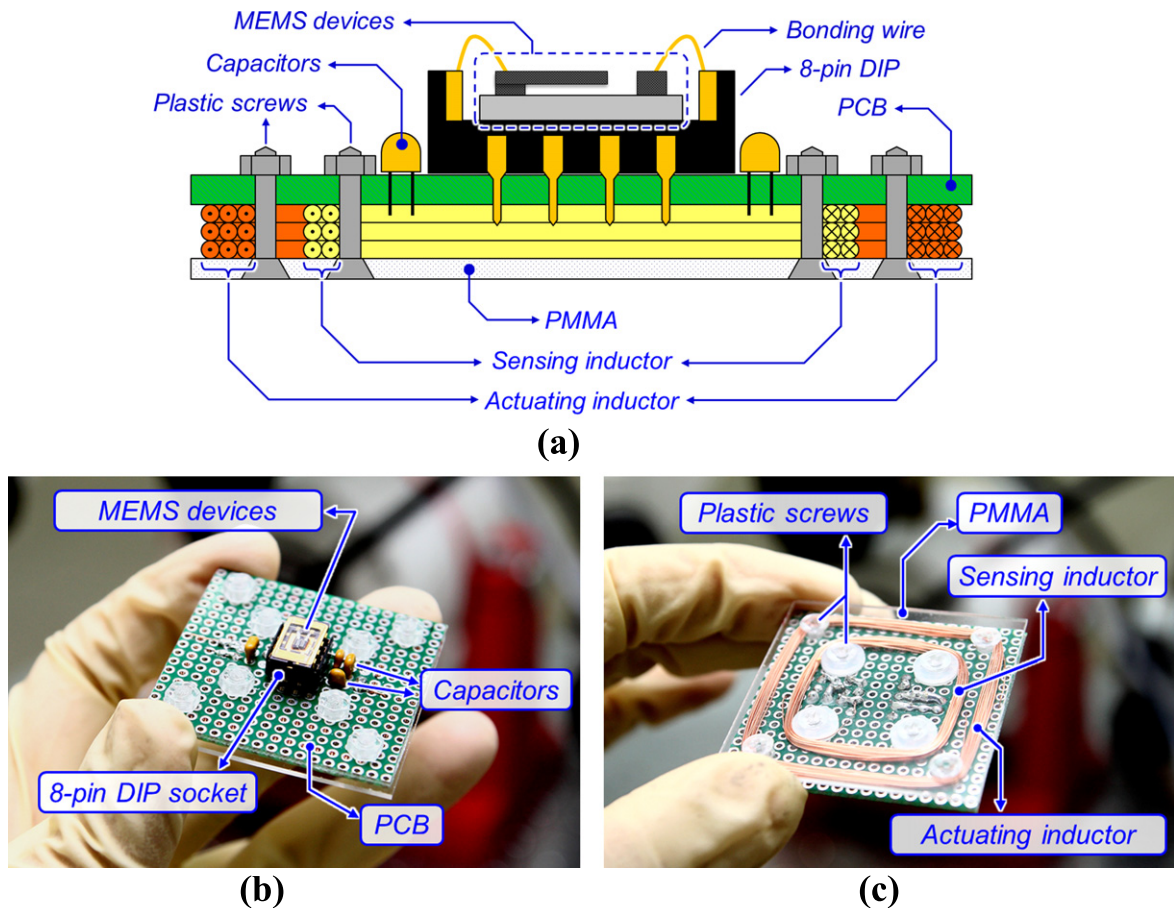 MEMS devices
Bonding wire
Capacitors
8-pin DIP
Plastic screws
PCB
PMMA
Sensing inductor
Actuating inductor
(a)
MEMS devices
Capacitors
8-pin DIP socket
PCB
(b)
Plastic screws
PMMA
Sensing inductor
Actuating inductor
(c)